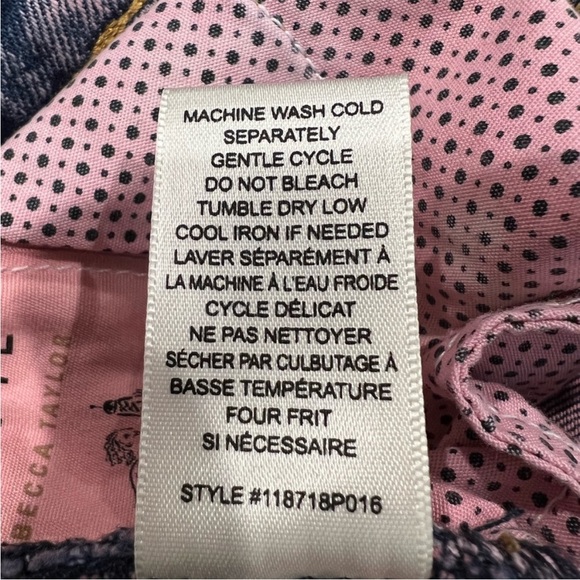 MACHINE WASH COLD
SEPARATELY
GENTLE CYCLE
DO NOT BLEACH
TUMBLE DRY LOW
COOL IRON IF NEEDED
LAVER SÉPARÉMENT À
LA MACHINE À L'EAU FROIDE
CYCLE DÉLICAT
NE PAS NETTOYER
SÉCHER PAR CULBUTAGE À
BASSE TEMPÉRATURE
FOUR FRIT
SI NÉCESSAIRE
STYLE #118718P016
BECCA TAYLOR